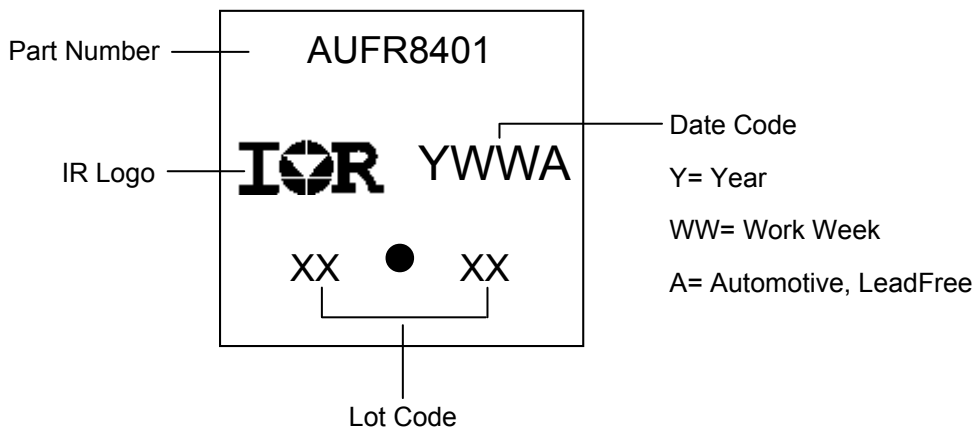 AUFR8401
Part Number
Date Code
IOR
YWWA
IR Logo
Y= Year
WW= Work Week
XX
XX
A= Automotive, LeadFree
Lot Code